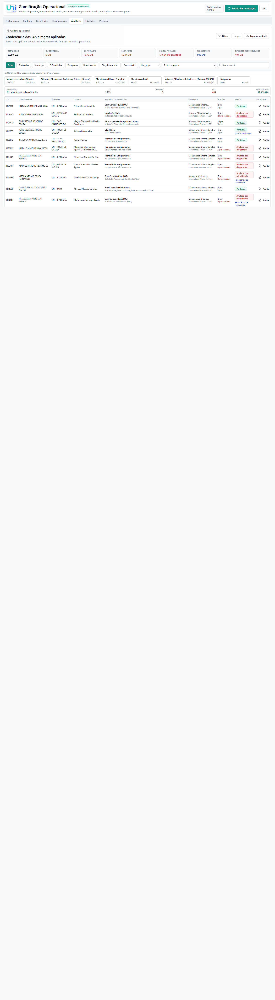 Uni
Gamificação Operacional
Auditoria operacional
Extrato de pontuação operacional: matriz, assuntos sem regra, auditoria de pontuação e valor a ser pago.
Paulo Henrique
ADMIN
Recalcular pontuação
Sair
Fechamento
Ranking
Pendências
Configuração
Auditoria
Histórico
Período
Auditoria operacional
Conferência das O.S e regras aplicadas
Base, regra aplicada, pontos anulados e resultado final em uma tela operacional.
Filtros
Limpar
Exportar auditoria
TOTAL DE O.S
8.099 O.S
O.S SEM REGRA
0 O.S
O.S ANULADAS
1.370 O.S
FORA PRAZO
1.244 O.S
PONTOS ANULADOS
13.664 pts anulados
REINCIDÊNCIAS
939 O.S
DIAGNÓSTICOS BLOQUEADOS
497 O.S
Todas
Pontuadas
Sem regra
O.S anuladas
Fora prazo
Reincidências
Diag. bloqueados
Sem reincid.
Por grupo
Todos os grupos
Buscar assunto
8.099 O.S no filtro atual; exibindo página 1 de 81, por grupo.
Manutencao Urbana Simples
3.293 O.S R$ 4.924,08
Ativacao / Mudanca de Endereco / Retorno (Urbano)
1.955 O.S R$ 7.328,48
Manutencao Urbano Complexa
1.383 O.S R$ 2.746,24
Manutencao Rural
994 O.S R$ 3.675,98
Ativacao / Mudanca de Endereco / Retorno (RURAL)
460 O.S R$ 2.409,60
Não pontua
14 O.S R$ 0,00
Agrupamento O.S Sem regra Anul. Valor a ser pago
Manutencao Urbana Simples 3.293 0 664 R$ 4.924,08
O.S COLABORADOR REGIONAL CLIENTE ASSUNTO / DIAGNÓSTICO OPERAÇÃO PONTOS STATUS AUDITORIA
1012521
MARCIANO FERREIRA DA SILVA
UNI - JI PARANA
Felipe Moura Brondolo
Sem Conexão (Link LOS)
SUP: Cabo Rompido ou Danificado (Fibra)
Manutencao Urbano...
Encerrada no Prazo - 15,02h
8 pts
0 pts
Pontuada
Auditar
1009393
JUNIANO DA SILVA SOUZA
UNI - ALVORADA
DOESTE
Paulo Assis Mendeiro
Instalação Rádio
Instalação Rádio: Não Concluída
Ativacao / Mudanca de...
Encerrada no Prazo - 15,83h
0 pts
20 pts anulados
Anulada por
diagnostico
Auditar
1008425
ROSIEUTON GUIBISON DE
SOUZA
UNI - SAO
FRANCISCO DO...
Magno Dielson Grassi Meira
Cavalcante
Alteração de Endereço Fibra Urbana
Instalação Fibra: Não tinha cabo passado
Ativacao / Mudanca de...
Encerrada no Prazo - 16,85h
14 pts
0 pts
Pontuada
Auditar
1012053
JOAO LUCAS SANTOS DE
SOUZA
UNI - ROLIM DE
MOURA
Adilson Massaneiro
Viabilidade
Viabilidade: Positiva
Manutencao Urbana Simples
Encerrada no Prazo - 17,15h
6 pts
0 pts
Pontuada
O.S não reincidente
Auditar
1006613
THALISON MAFRA SZCERBATE
UNI - NOVA
BRASILANDIA...
Jaime Vitorino
Remoção de Equipamentos
Equipamentos: Removidos
Manutencao Urbana Simples
Encerrada no Prazo - 4 min
6 pts
0 pts
Pontuada
Auditar
1006827
MARCUS VINICIUS SILVA MOTA
UNI - ROLIM DE
MOURA
Ministerio Internacional
Apostolico Semeando A...
Remoção de Equipamentos
Equipamentos: Não Removidos
Manutencao Urbana Simples
Encerrada no Prazo - 15 min
0 pts
6 pts anulados
Anulada por
diagnostico
Auditar
1011037
RAFAEL AMARANTE DOS
SANTOS
UNI - JI PARANA
Blemerson Queiroz Da Silva
Remoção de Equipamentos
Equipamentos: Não Removidos
Manutencao Urbana Simples
Encerrada no Prazo - 28 min
0 pts
6 pts anulados
Anulada por
diagnostico
Auditar
1002455
MARCUS VINICIUS SILVA MOTA
UNI - ROLIM DE
MOURA
Lorena Esmeralda Silva De
Aguiar
Remoção de Equipamentos
Equipamentos: Não Removidos
Manutencao Urbana Simples
Encerrada Atrasada - 18 min
0 pts
6 pts anulados
Anulada por
diagnostico
Auditar
1013939
VITOR ANTONIO COSTA
FERNANDES
UNI - JI PARANA
Valmir Cunha De Alvarenga
Sem Conexão (Link LOS)
SUP: Cabo Rompido ou Danificado (Fibra)
Manutencao Urbano...
Encerrada no Prazo - 32 min
0 pts
8 pts anulados
Anulada por
reincidencia
Reincidência de
manutenção
Auditar
1014009
GABRIEL EDUARDO SALAROLI
FIALHO
UNI - JARU
Abimael Macedo Da Silva
Sem Conexão Fibra Urbana
SUP: Atualização de configuração de equipamento ((Fibra))
Manutencao Urbana Simples
Encerrada no Prazo - 46 min
6 pts
0 pts
Pontuada
Auditar
1013911
RAFAEL AMARANTE DOS
SANTOS
UNI - JI PARANA
Matheus Antunes Apolinario
Sem Conexão (Link LOS)
SUP: Conector Danificado (Fibra)
Manutencao Urbano...
Encerrada no Prazo - 27 min
0 pts
8 pts anulados
Anulada por
reincidencia
Reincidência de
manutenção
Auditar